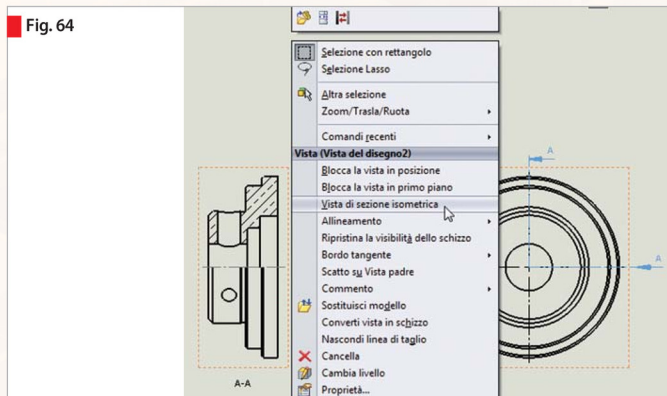 Fig. 64
Selezione con rettangolo
Selezione Lasso
Altra selezione
Zoom/Trasla/Ruota
Comandi recenti
Vista (Vista del disegno2)
Blocca la vista in posizione
Blocca la vista in primo piano
Vista di sezione isometrica
Allineamento
Ripristina la visibilità dello schizzo
Bordo tangente
Scatto su Vista padre
Commento
Sostituisci modello
Converti vista in schizzo
Nascondi linea di taglio
Cancella
Cambia livello
Proprietà...
A-A
A
A